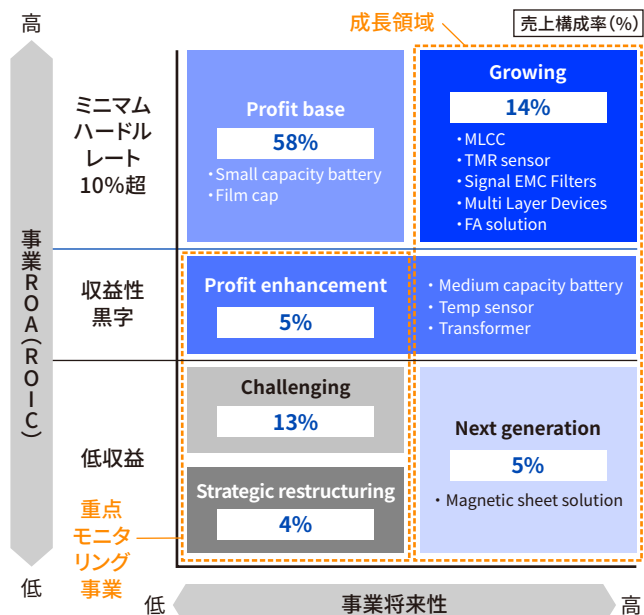 高
成長領域
売上構成率(%)
ミニマム
ハードル
レート
10%超
Profit base
58%
・Small capacity battery
・Film cap
Growing
14%
・MLCC
・TMR sensor
・Signal EMC Filters
・Multi Layer Devices
・FA solution
事業ROA(ROIC)
収益性
黒字
Profit enhancement
5%
・Medium capacity battery
・Temp sensor
・Transformer
低収益
Challenging
13%
Strategic restructuring
4%
Next generation
5%
・Magnetic sheet solution
重点
モニタ
リング
事業
低
低
事業将来性
高